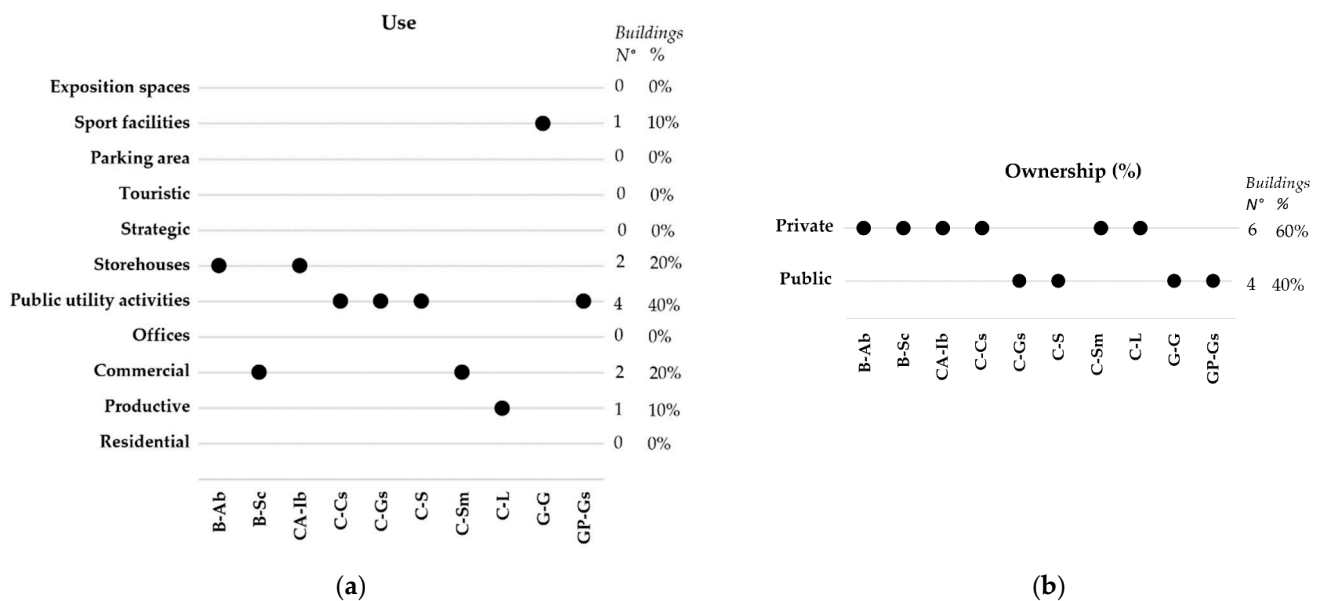 Use
Buildings
N° %
Exposition spaces 0 0%
Sport facilities 1 10%
Parking area 0 0%
Touristic 0 0%
Strategic 0 0%
Storehouses 2 20%
Public utility activities 4 40%
Offices 0 0%
Commercial 2 20%
Productive 1 10%
Residential 0 0%
B-Ab B-Sc CA-Ib C-Cs C-Gs C-S C-Sm C-L G-G GP-Gs
(a)
Ownership (%)
Buildings
N° %
Private 6 60%
Public 4 40%
B-Ab B-Sc CA-Ib C-Cs C-Gs C-S C-Sm C-L G-G GP-Gs
(b)